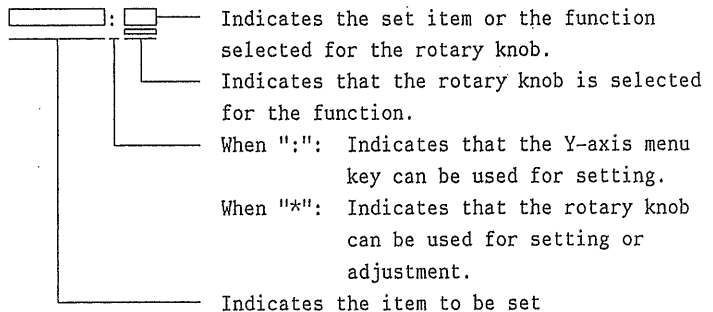 : Indicates the set item or the function
selected for the rotary knob.
Indicates that the rotary knob is selected
for the function.
When ":": Indicates that the Y-axis menu
key can be used for setting.
When "*": Indicates that the rotary knob
can be used for setting or
adjustment.
Indicates the item to be set